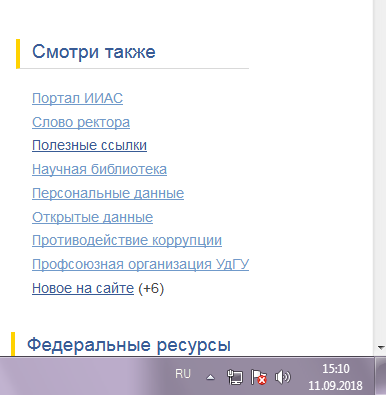 Смотри также
Портал ИИАС
Слово ректора
Полезные ссылки
Научная библиотека
Персональные данные
Открытые данные
Противодействие коррупции
Профсоюзная организация УдГУ
Новое на сайте (+6)
Федеральные ресурсы
RU
15:10
11.09.2018